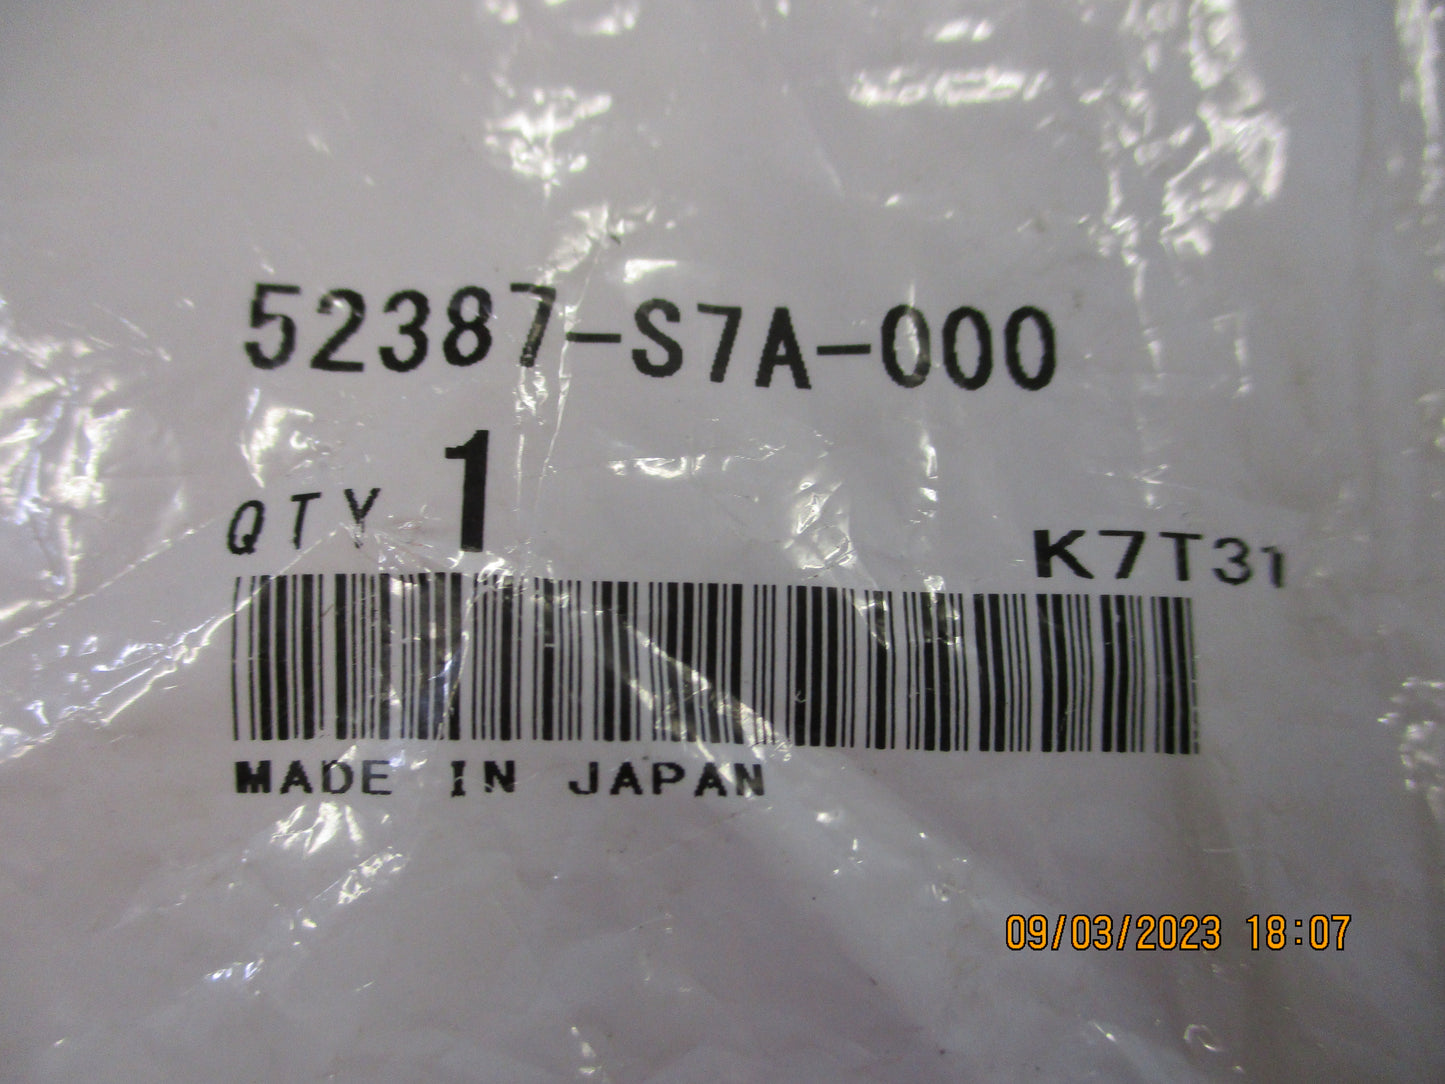 52387-S7A-000
QTY 1
K7T31
MADE IN JAPAN
09/03/2023 18:07